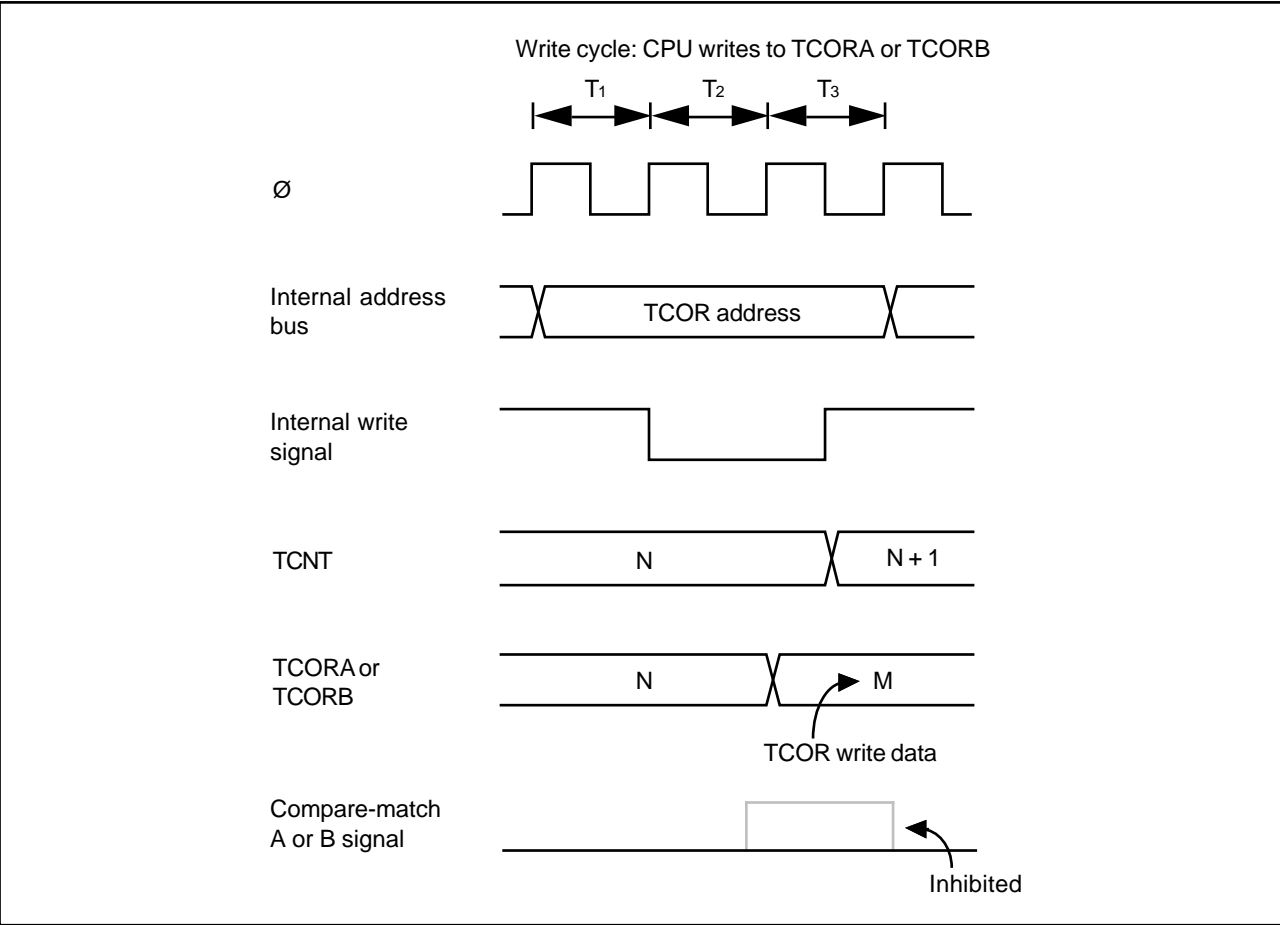 Write cycle: CPU writes to TCORA or TCORB
T1 T2 T3
Ø
Internal address
bus
TCOR address
Internal write
signal
TCNT
N
N + 1
TCORA or
TCORB
N
M
TCOR write data
Compare-match
A or B signal
Inhibited